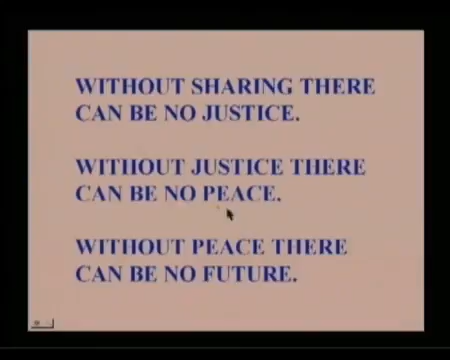 WITHOUT SHARING THERE
CAN BE NO JUSTICE.
WITHOUT JUSTICE THERE
CAN BE NO PEACE.
WITHOUT PEACE THERE
CAN BE NO FUTURE.